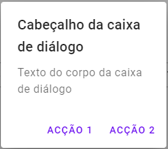 Cabeçalho da caixa
de diálogo
Texto do corpo da caixa
de diálogo
ACÇÃO 1 ACÇÃO 2